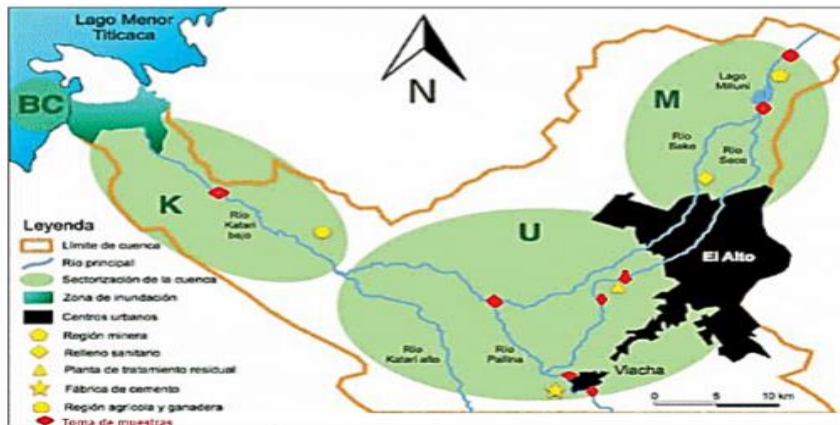 Lago Menor
Titicaca
BC
N
M
Lago
Milluni
Río
Seke
Río
Seco
K
Río
Katari
bajo
U
El Alto
Río
Katari alto
Río
Pallina
Viacha
0 5 10 km
Leyenda
Límite de cuenca
Río principal
Sectorización de la cuenca
Zona de inundación
Centros urbanos
Región minera
Relleno sanitario
Planta de tratamiento residual
Fábrica de cemento
Región agrícola y ganadera
Toma de muestras